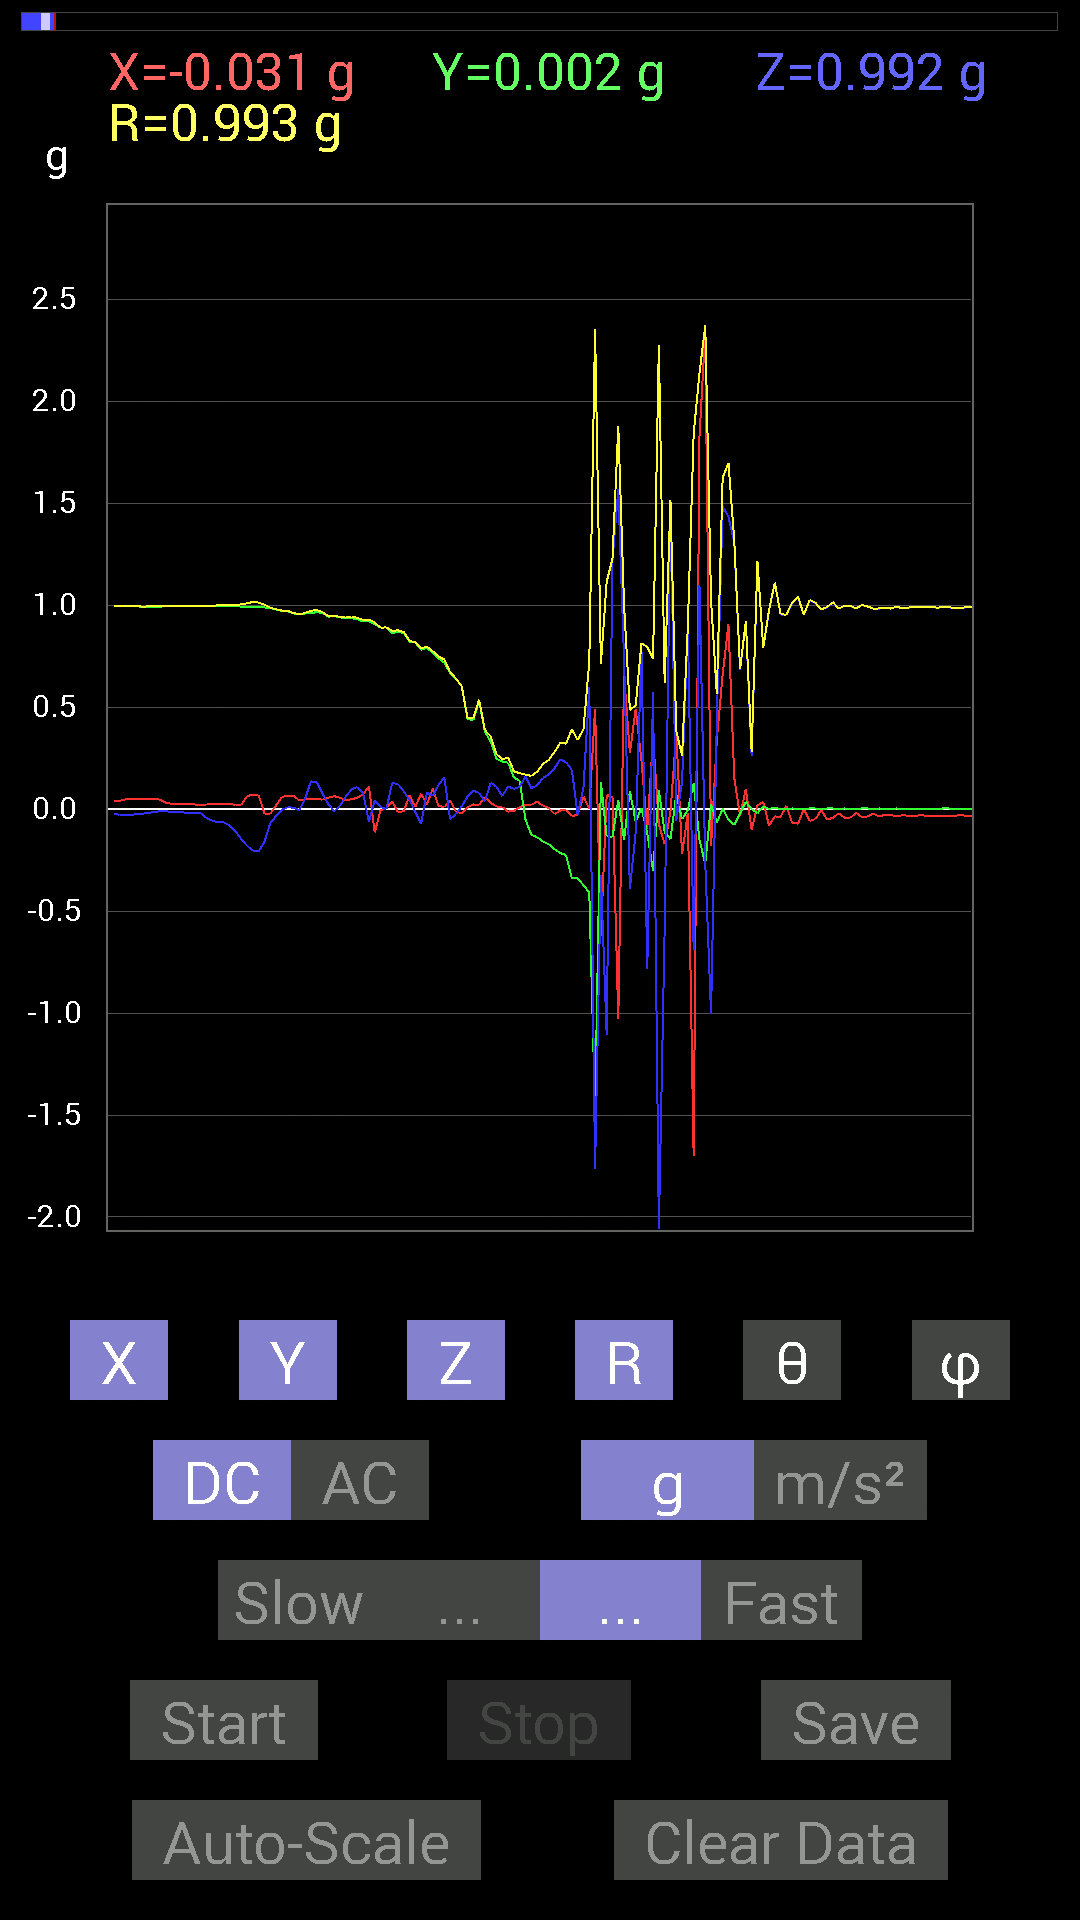 X=-0.031 g Y=0.002 g Z=0.992 g
R=0.993 g
g
2.5
2.0
1.5
1.0
0.5
0.0
-0.5
-1.0
-1.5
-2.0
X Y Z R θ φ
DC AC g m/s²
Slow ... ... Fast
Start Stop Save
Auto-Scale Clear Data